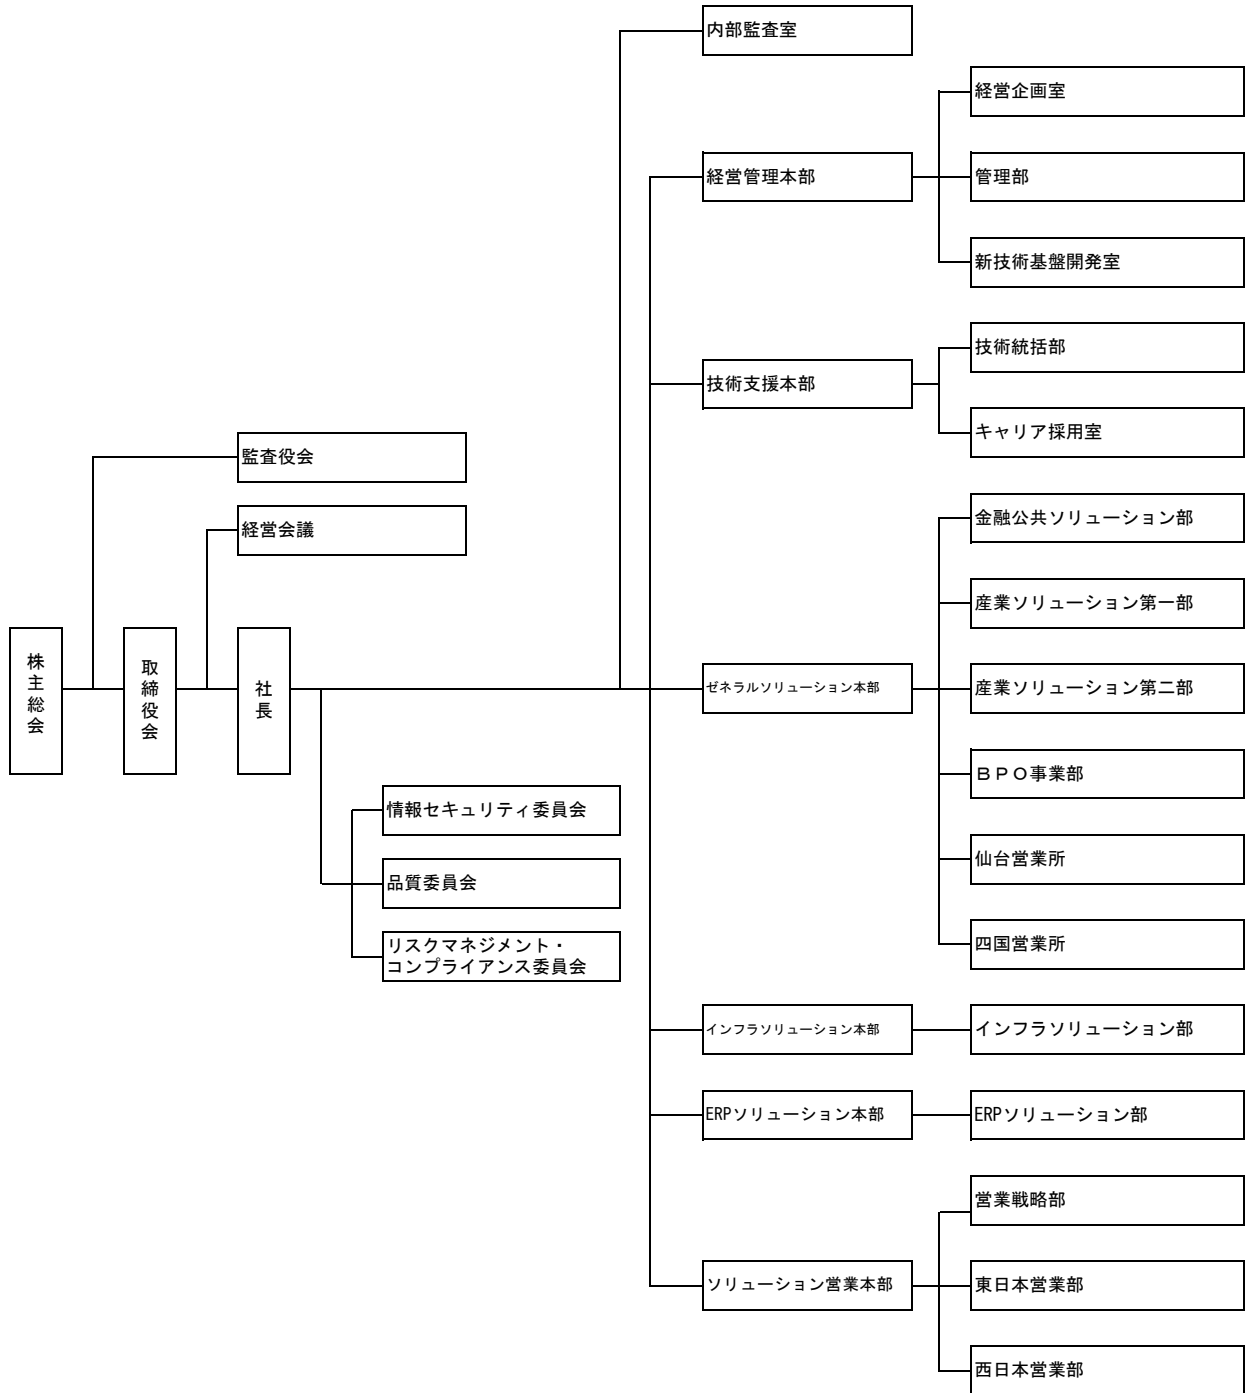 内部監査室
経営企画室
経営管理本部
管理部
新技術基盤開発室
技術統括部
技術支援本部
キャリア採用室
監査役会
経営会議
金融公共ソリューション部
産業ソリューション第一部
株主総会
取締役会
社長
ゼネラルソリューション本部
産業ソリューション第二部
BPO事業部
情報セキュリティ委員会
仙台営業所
品質委員会
四国営業所
リスクマネジメント・
コンプライアンス委員会
インフラソリューション本部
インフラソリューション部
ERPソリューション本部
ERPソリューション部
営業戦略部
ソリューション営業本部
東日本営業部
西日本営業部